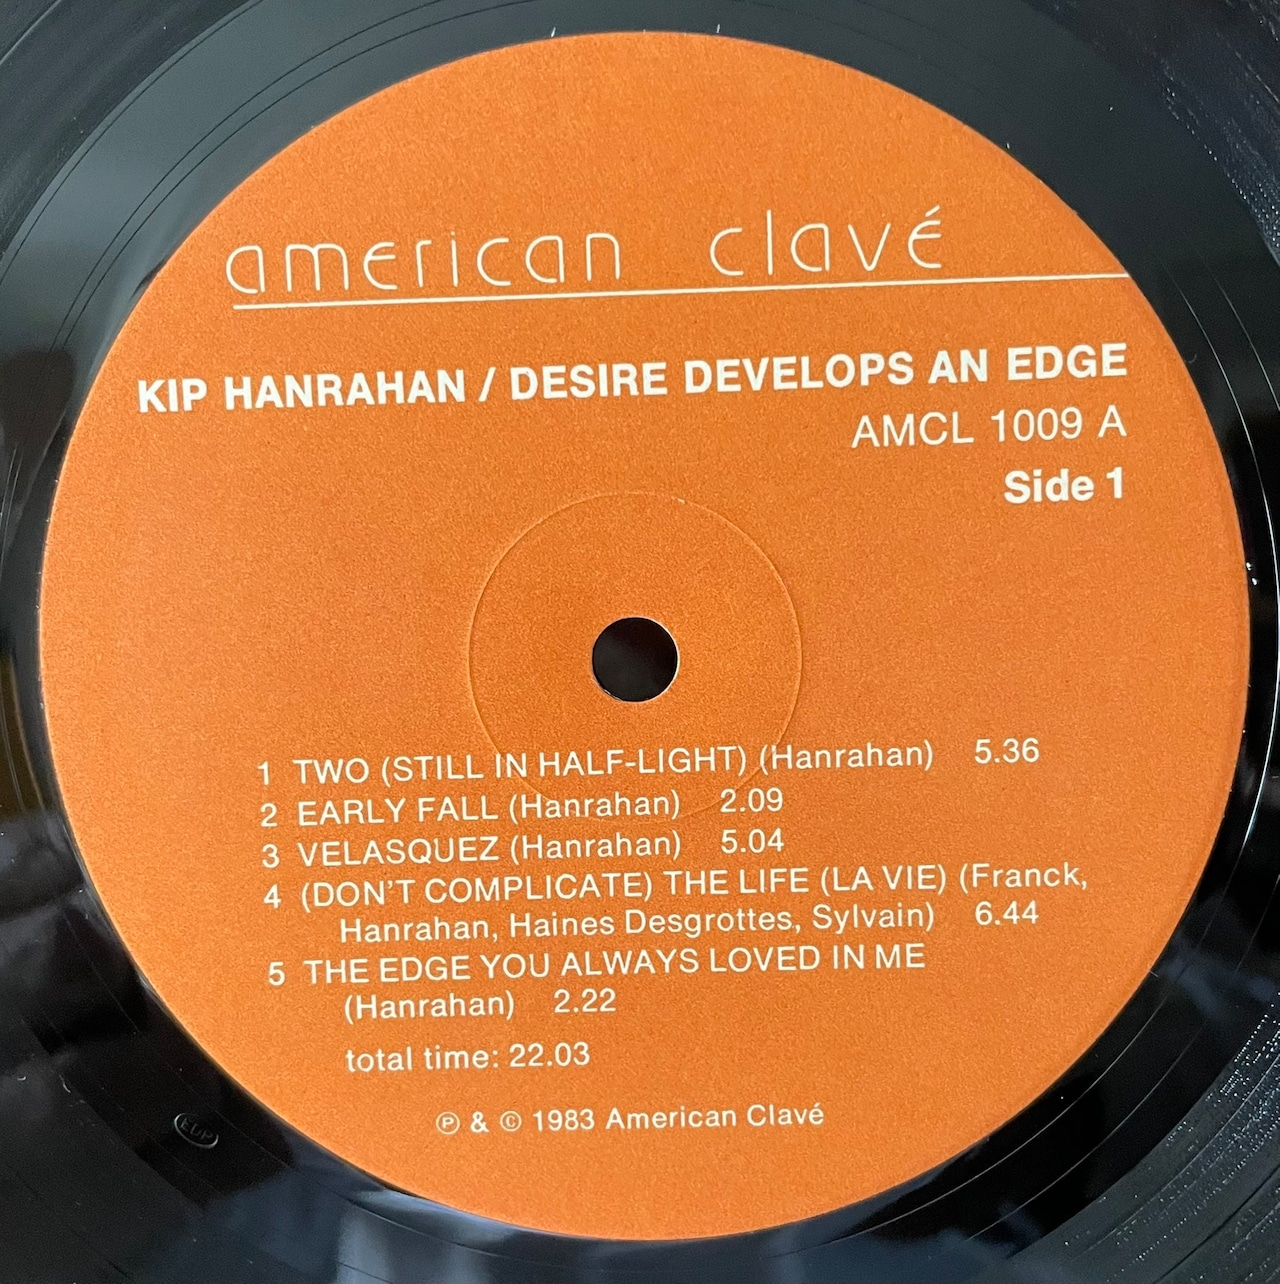 american clavé
KIP HANRAHAN / DESIRE DEVELOPS AN EDGE
AMCL 1009 A
Side 1
1 TWO (STILL IN HALF-LIGHT) (Hanrahan) 5.36
2 EARLY FALL (Hanrahan) 2.09
3 VELASQUEZ (Hanrahan) 5.04
4 (DON'T COMPLICATE) THE LIFE (LA VIE) (Franck,
Hanrahan, Haines Desgrottes, Sylvain) 6.44
5 THE EDGE YOU ALWAYS LOVED IN ME
(Hanrahan) 2.22
total time: 22.03
℗ & © 1983 American Clavé